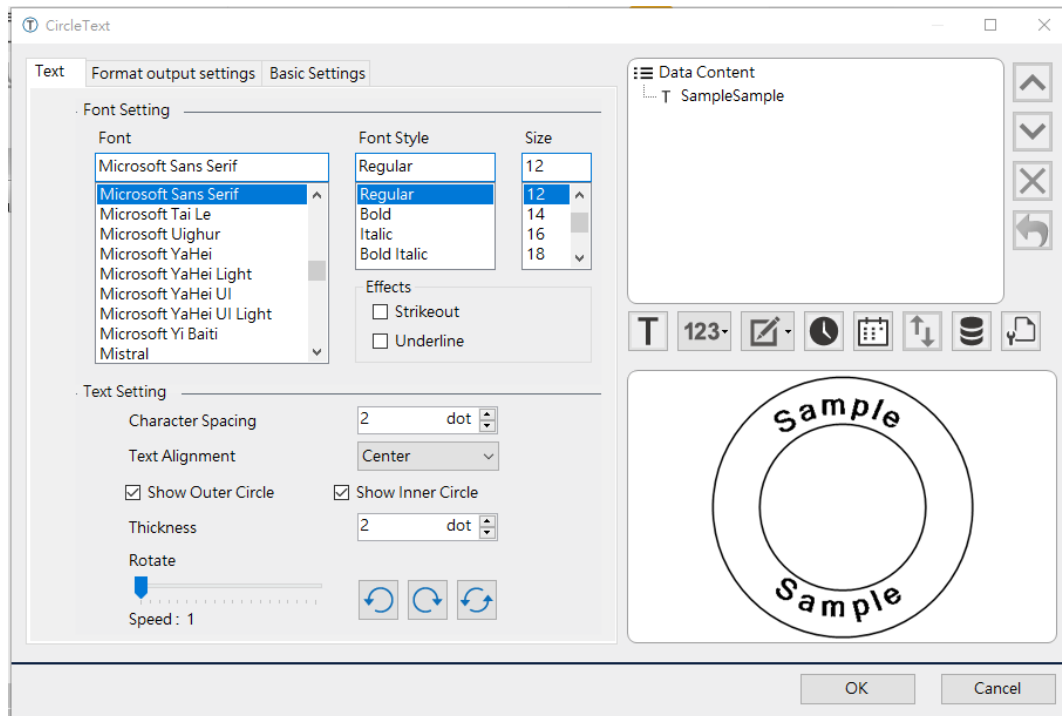 CircleText
Text
Format output settings
Basic Settings
Font Setting
Font
Font Style
Size
Microsoft Sans Serif
Regular
12
Microsoft Sans Serif
Microsoft Tai Le
Microsoft Uighur
Microsoft YaHei
Microsoft YaHei Light
Microsoft YaHei UI
Microsoft YaHei UI Light
Microsoft Yi Baiti
Mistral
Regular
Bold
Italic
Bold Italic
12
14
16
18
Effects
Strikeout
Underline
Text Setting
Character Spacing
2 dot
Text Alignment
Center
Show Outer Circle
Show Inner Circle
Thickness
2 dot
Rotate
Speed : 1
Data Content
T SampleSample
T
123
Sample
Sample
OK
Cancel